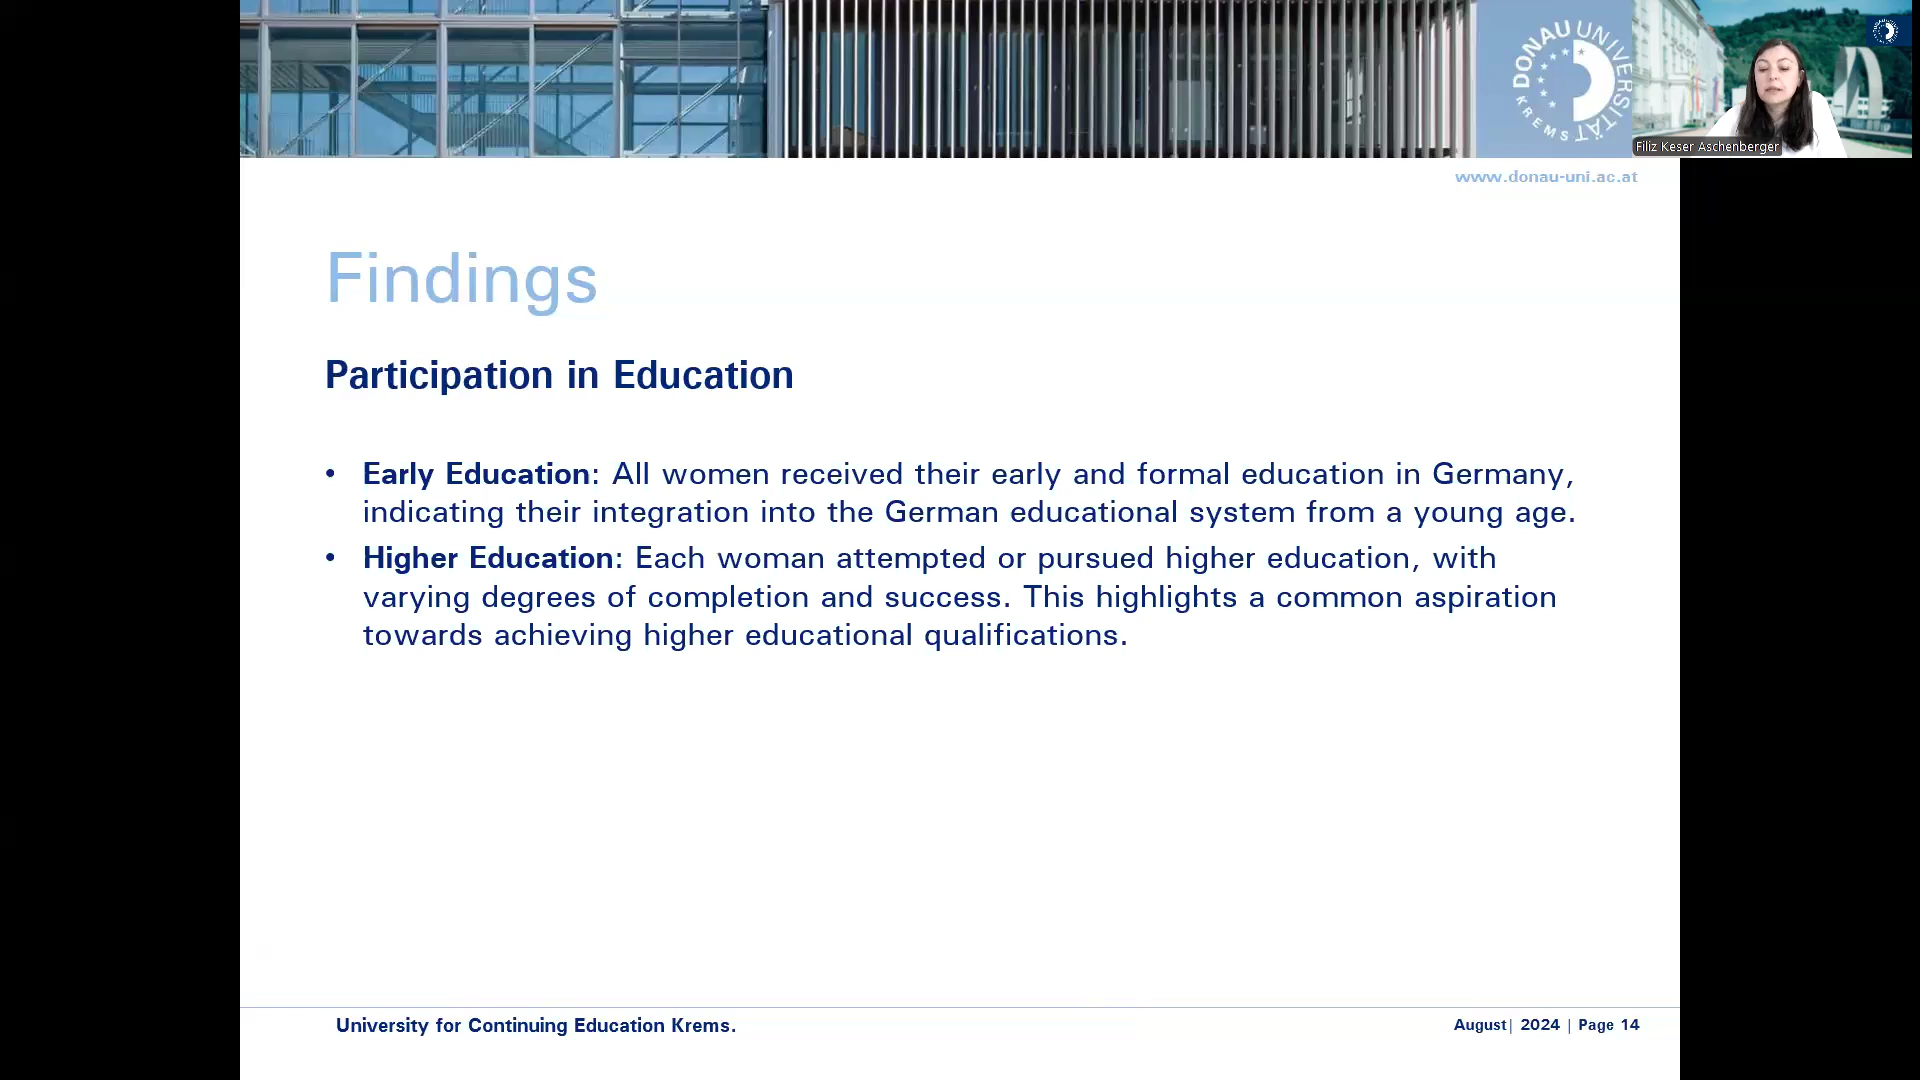 DONAU UNIVERSITÄT KREMS
Filiz Keser Aschenberger
www.donau-uni.ac.at
Findings
Participation in Education
• Early Education: All women received their early and formal education in Germany,
indicating their integration into the German educational system from a young age.
• Higher Education: Each woman attempted or pursued higher education, with
varying degrees of completion and success. This highlights a common aspiration
towards achieving higher educational qualifications.
University for Continuing Education Krems.
August| 2024 | Page 14